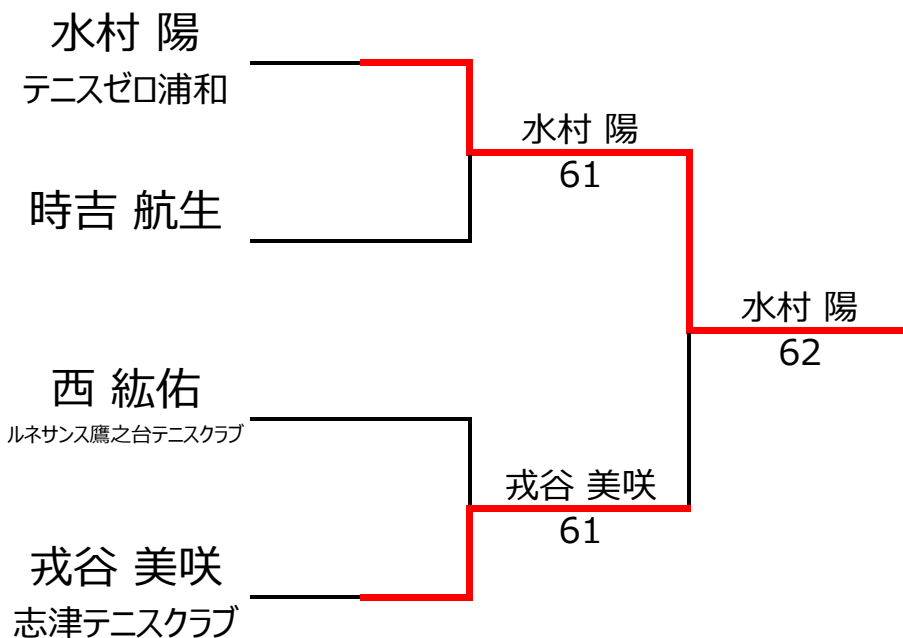 水村 陽
テニスゼロ浦和
水村 陽
61
時吉 航生
水村 陽
62
西 紘佑
ルネサンス鷹之台テニスクラブ
戎谷 美咲
61
戎谷 美咲
志津テニスクラブ